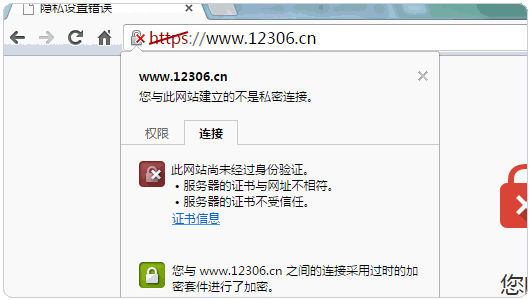 隐私设置错误
https://www.12306.cn
www.12306.cn
您与此网站建立的不是私密连接。
权限 连接
此网站尚未经过身份验证。
• 服务器的证书与网址不相符。
• 服务器的证书不受信任。
证书信息
您与 www.12306.cn 之间的连接采用过时的加
密套件进行了加密。